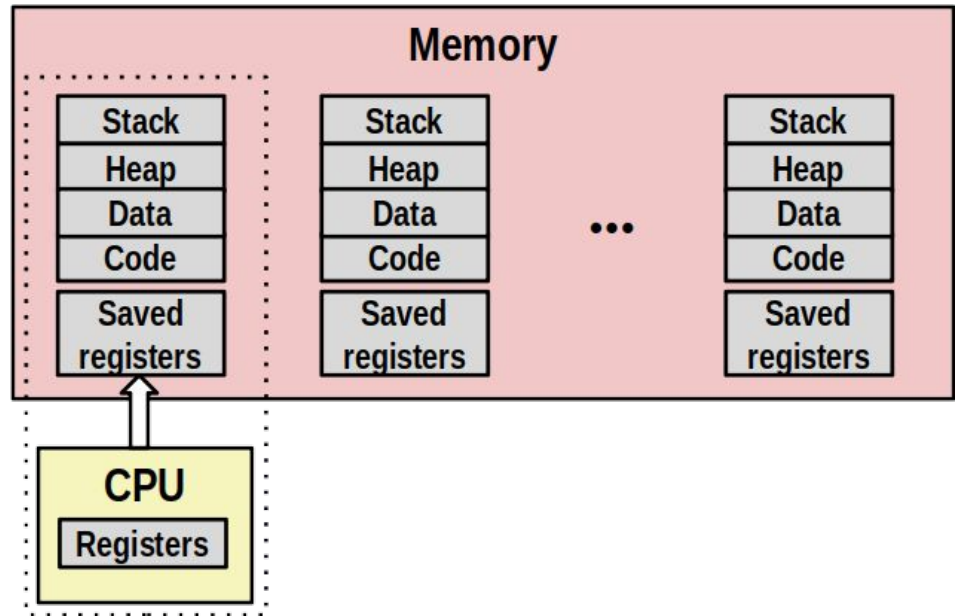 Memory
Stack
Heap
Data
Code
Saved
registers
Stack
Heap
Data
Code
Saved
registers
...
Stack
Heap
Data
Code
Saved
registers
CPU
Registers